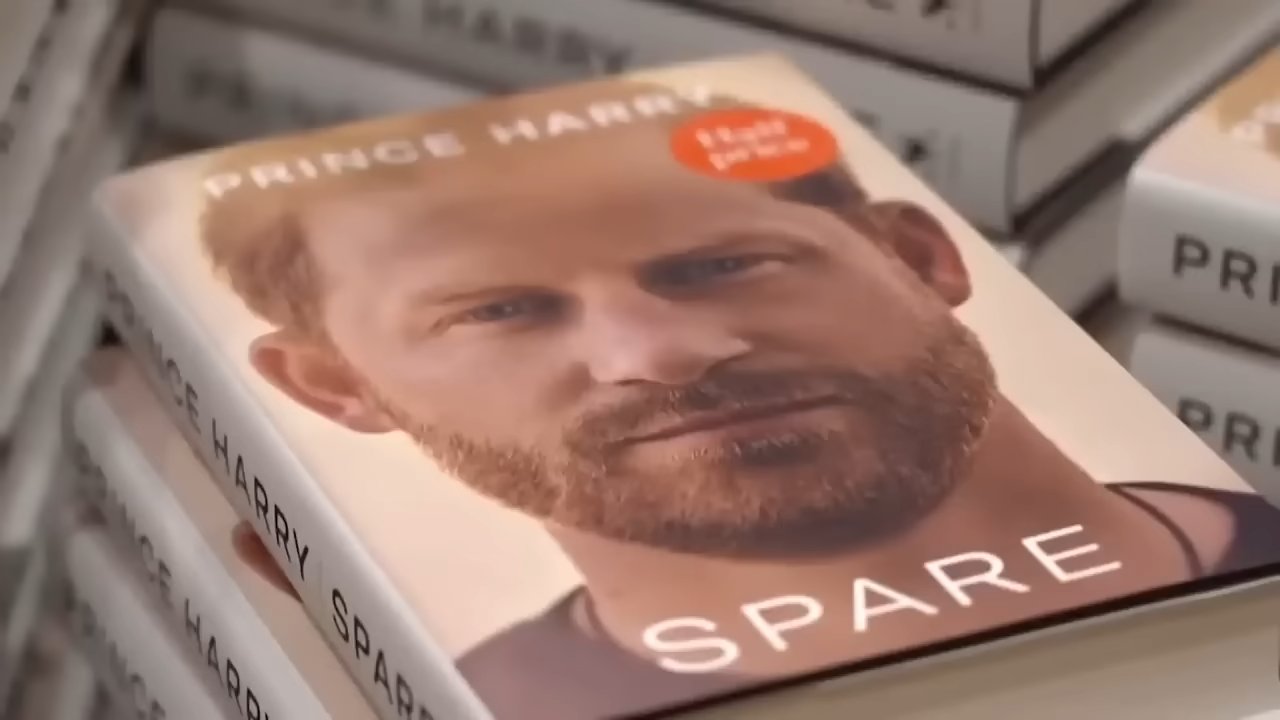 HARRY
PRINCE HARRY
Half
price
SPARE
PRINCE HARRY SPARE
PRINCE HARRY
PRINCE
PRI
PRI